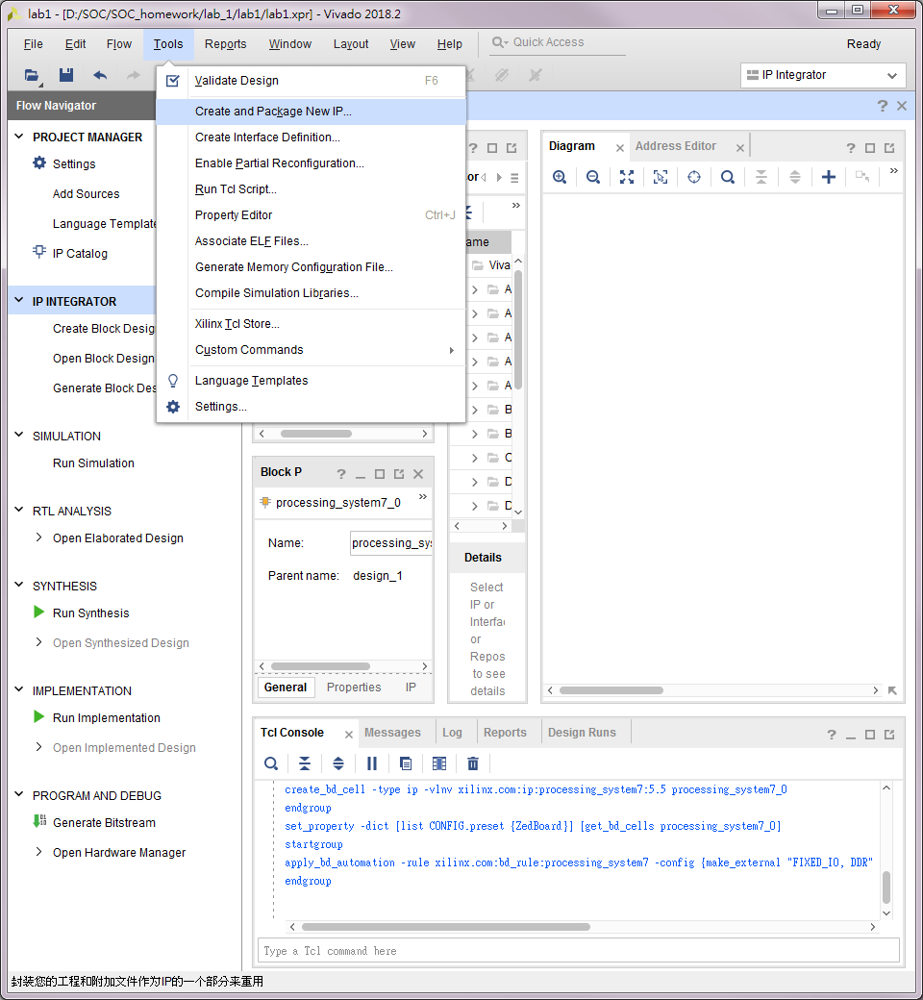 lab1 - [D:/SOC/SOC_homework/lab_1/lab1/lab1.xpr] - Vivado 2018.2
File Edit Flow Tools Reports Window Layout View Help Quick Access Ready
IP Integrator
Flow Navigator
PROJECT MANAGER
Settings
Add Sources
Language Template
IP Catalog
IP INTEGRATOR
Create Block Desig
Open Block Design
Generate Block Des
SIMULATION
Run Simulation
RTL ANALYSIS
Open Elaborated Design
SYNTHESIS
Run Synthesis
Open Synthesized Design
IMPLEMENTATION
Run Implementation
Open Implemented Design
PROGRAM AND DEBUG
Generate Bitstream
Open Hardware Manager
Validate Design F6
Create and Package New IP...
Create Interface Definition...
Enable Partial Reconfiguration...
Run Tcl Script...
Property Editor Ctrl+J
Associate ELF Files...
Generate Memory Configuration File...
Compile Simulation Libraries...
Xilinx Tcl Store...
Custom Commands
Language Templates
Settings...
Block P
processing_system7_0
Name: processing_sys
Parent name: design_1
General Properties IP
or
ame
Viva
A
A
A
A
A
B
B
C
D
D
Details
Select
IP or
Interfa
or
Repos
to see
details
Diagram Address Editor
Tcl Console Messages Log Reports Design Runs
create_bd_cell -type ip -vlnv xilinx.com:ip:processing_system7:5.5 processing_system7_0
endgroup
set_property -dict [list CONFIG.preset {ZedBoard}] [get_bd_cells processing_system7_0]
startgroup
apply_bd_automation -rule xilinx.com:bd_rule:processing_system7 -config {make_external "FIXED_IO, DDR"
endgroup
Type a Tcl command here
封装您的工程和附加文件作为IP的一个部分来重用